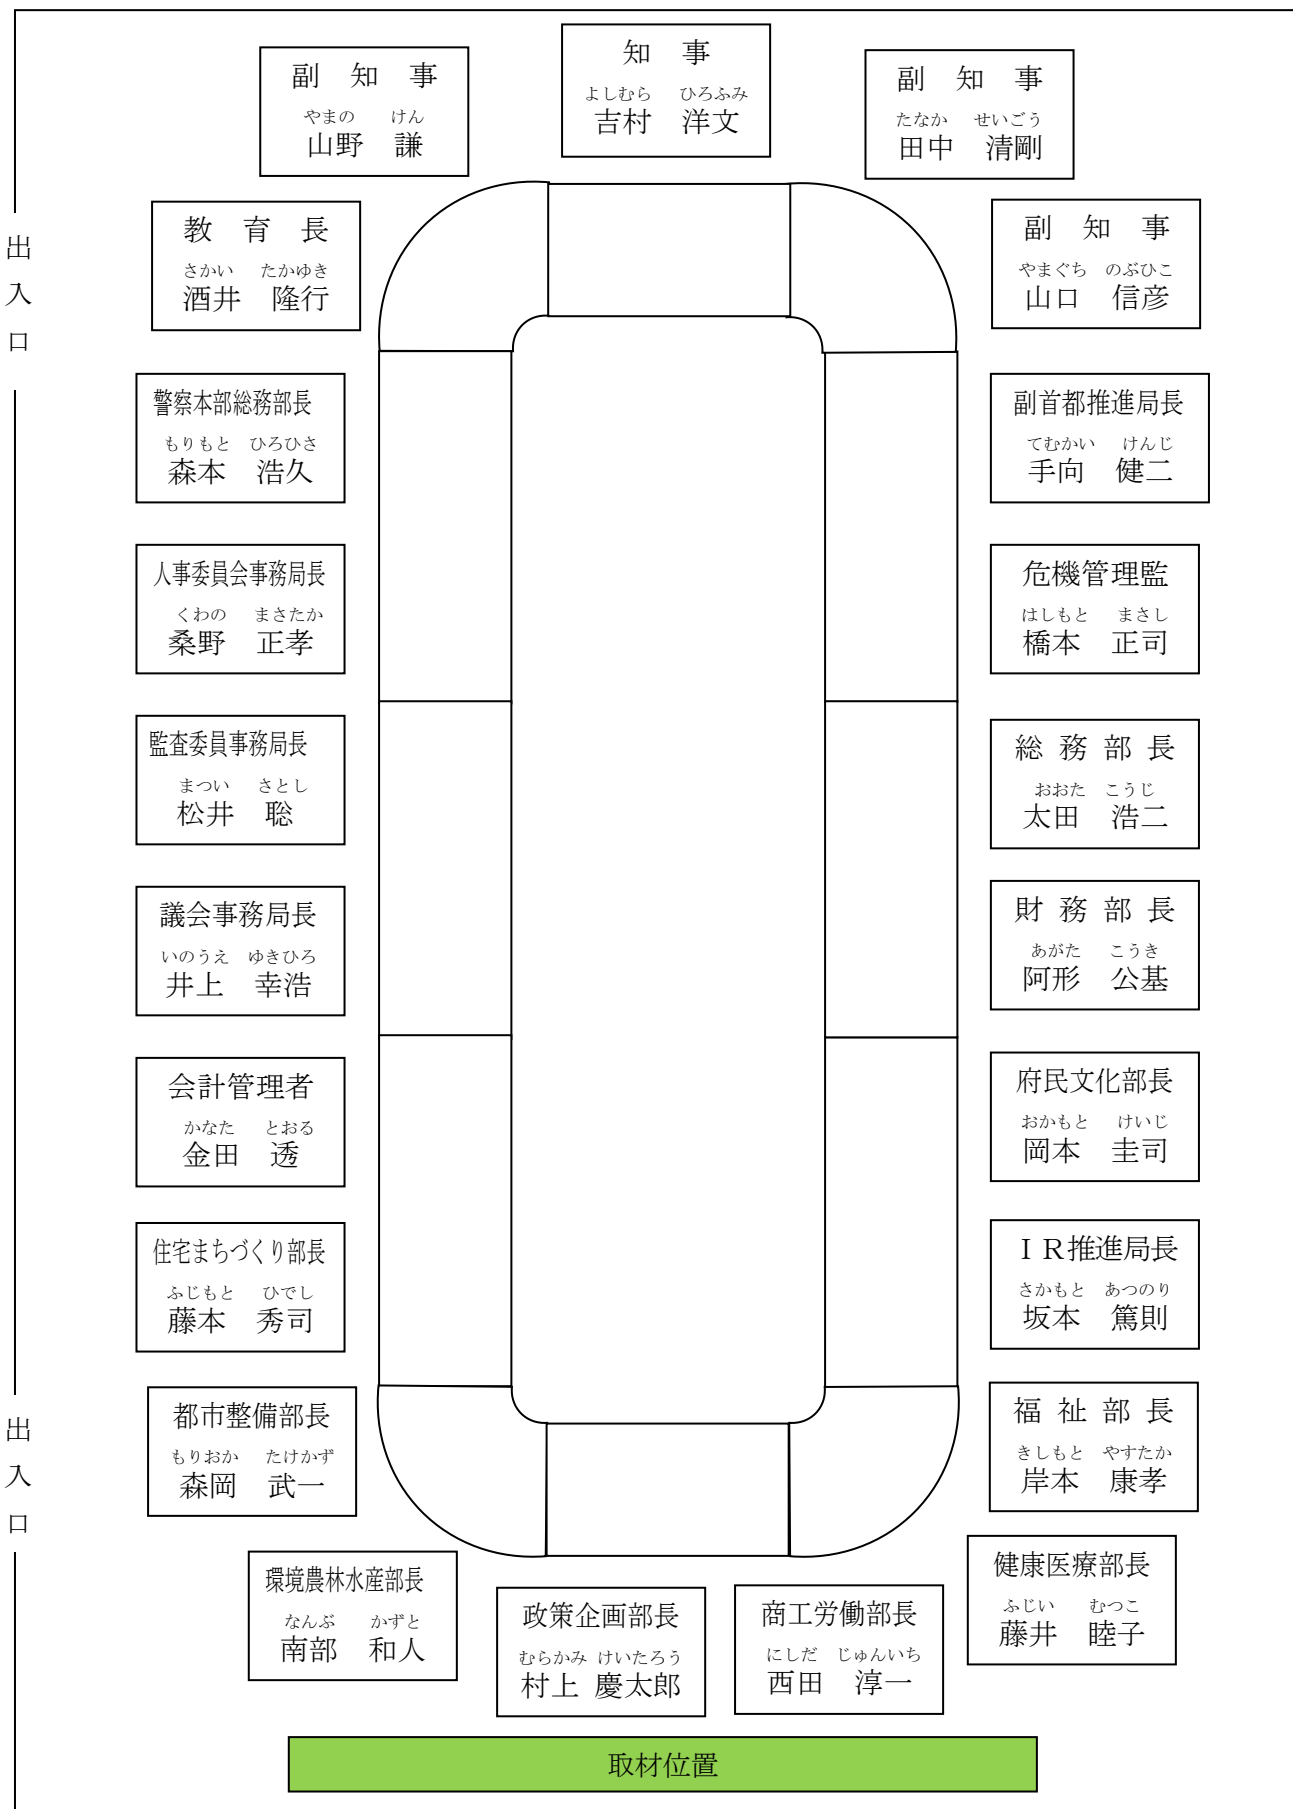 知　事
よしむら　ひろふみ
吉村　洋文
副　知　事
やまの　けん
山野　謙
副　知　事
たなか　せいごう
田中　清剛
教　育　長
さかい　たかゆき
酒井　隆行
副　知　事
やまぐち　のぶひこ
山口　信彦
出
入
口
警察本部総務部長
もりもと　ひろひさ
森本　浩久
副首都推進局長
てむかい　けんじ
手向　健二
人事委員会事務局長
くわの　まさたか
桑野　正孝
危機管理監
はしもと　まさし
橋本　正司
監査委員事務局長
まつい　さとし
松井　聡
総　務　部　長
おおた　こうじ
太田　浩二
議会事務局長
いのうえ　ゆきひろ
井上　幸浩
財　務　部　長
あがた　こうき
阿形　公基
会計管理者
かなた　とおる
金田　透
府民文化部長
おかもと　けいじ
岡本　圭司
住宅まちづくり部長
ふじもと　ひでし
藤本　秀司
ＩＲ推進局長
さかもと　あつのり
坂本　篤則
出
入
口
都市整備部長
もりおか　たけかず
森岡　武一
福　祉　部　長
きしもと　やすたか
岸本　康孝
環境農林水産部長
なんぶ　かずと
南部　和人
政策企画部長
むらかみ けいたろう
村上 慶太郎
商工労働部長
にしだ　じゅんいち
西田　淳一
健康医療部長
ふじい　むつこ
藤井　睦子
取材位置